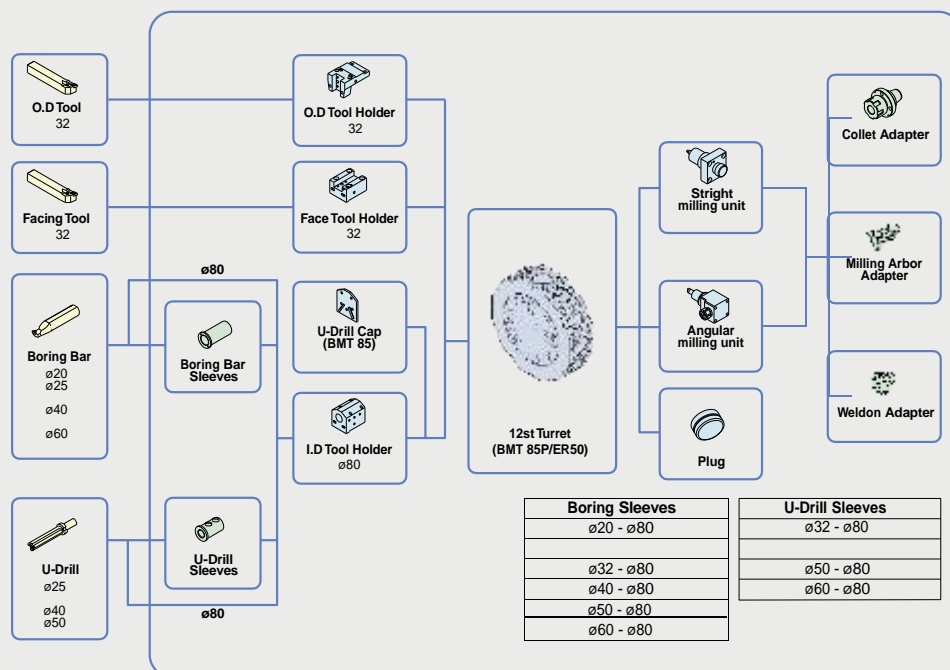 O.D Tool
32
Facing Tool
32
ø80
Boring Bar
ø20
ø25
ø40
ø60
Boring Bar
Sleeves
U-Drill
ø25
ø40
ø50
U-Drill
Sleeves
ø80
O.D Tool Holder
32
Face Tool Holder
32
U-Drill Cap
(BMT 85)
I.D Tool Holder
ø80
12st Turret
(BMT 85P/ER50)
Stright
milling unit
Angular
milling unit
Plug
Collet Adapter
Milling Arbor
Adapter
Weldon Adapter
Boring Sleeves
ø20 - ø80
ø32 - ø80
ø40 - ø80
ø50 - ø80
ø60 - ø80
U-Drill Sleeves
ø32 - ø80
ø50 - ø80
ø60 - ø80